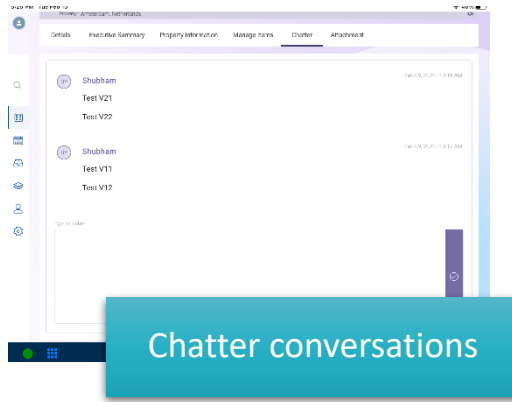 Property: Amsterdam, Netherlands
Details Executive Summary Property Information Manage Items Chatter Attachment
Shubham
Test V21
Test V22
Shubham
Test V11
Test V12
Chatter conversations